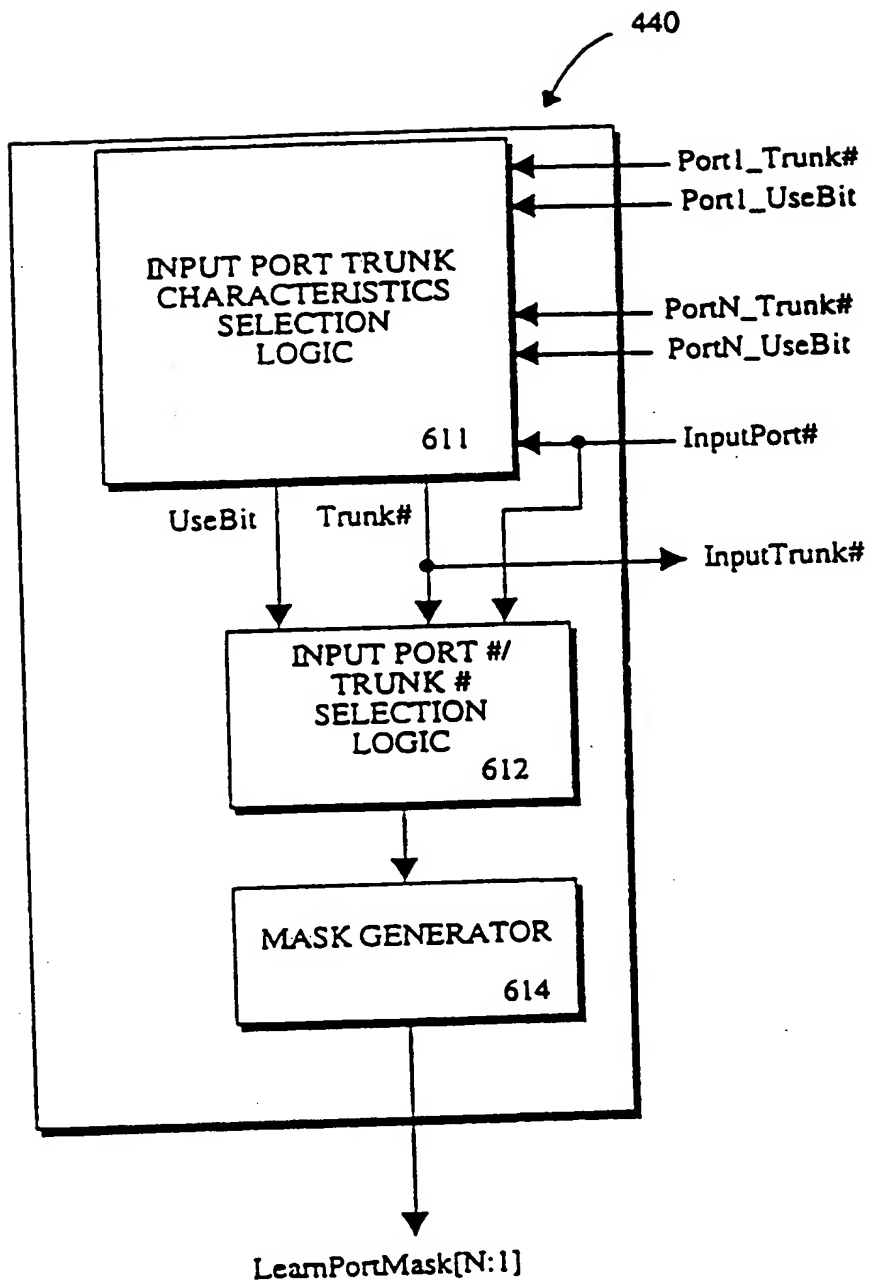 440
Port1_Trunk#
Port1_UseBit
INPUT PORT TRUNK
CHARACTERISTICS
SELECTION
LOGIC
PortN_Trunk#
PortN_UseBit
611
InputPort#
UseBit
Trunk#
InputTrunk#
INPUT PORT #/
TRUNK #
SELECTION
LOGIC
612
MASK GENERATOR
614
LearnPortMask[N:1]